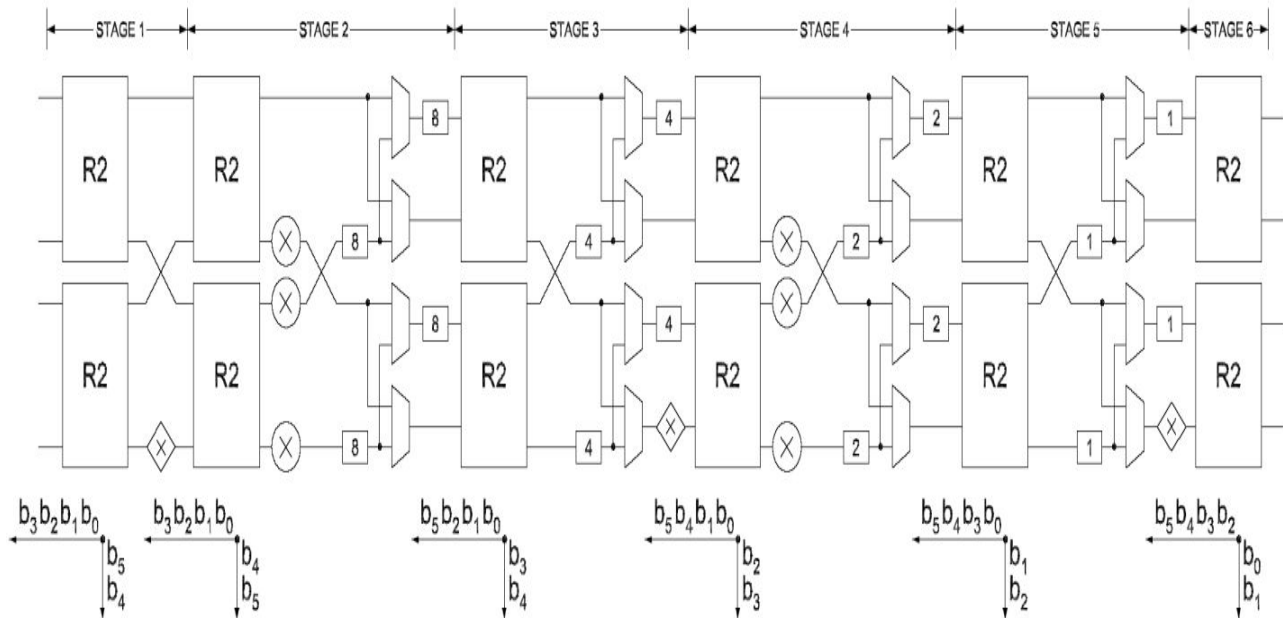 STAGE 1 STAGE 2 STAGE 3 STAGE 4 STAGE 5 STAGE 6
8 4 2 1
R2 R2 R2 R2 R2 R2
8 4 2 1
8 4 2 1
R2 R2 R2 R2 R2 R2
8 4 2 1
b₃b₂b₁b₀ b₃b₂b₁b₀ b₅b₂b₁b₀ b₅b₄b₁b₀ b₅b₄b₃b₀ b₅b₄b₃b₂
b₅ b₄ b₃ b₂ b₁ b₀
b₄ b₅ b₄ b₃ b₂ b₁